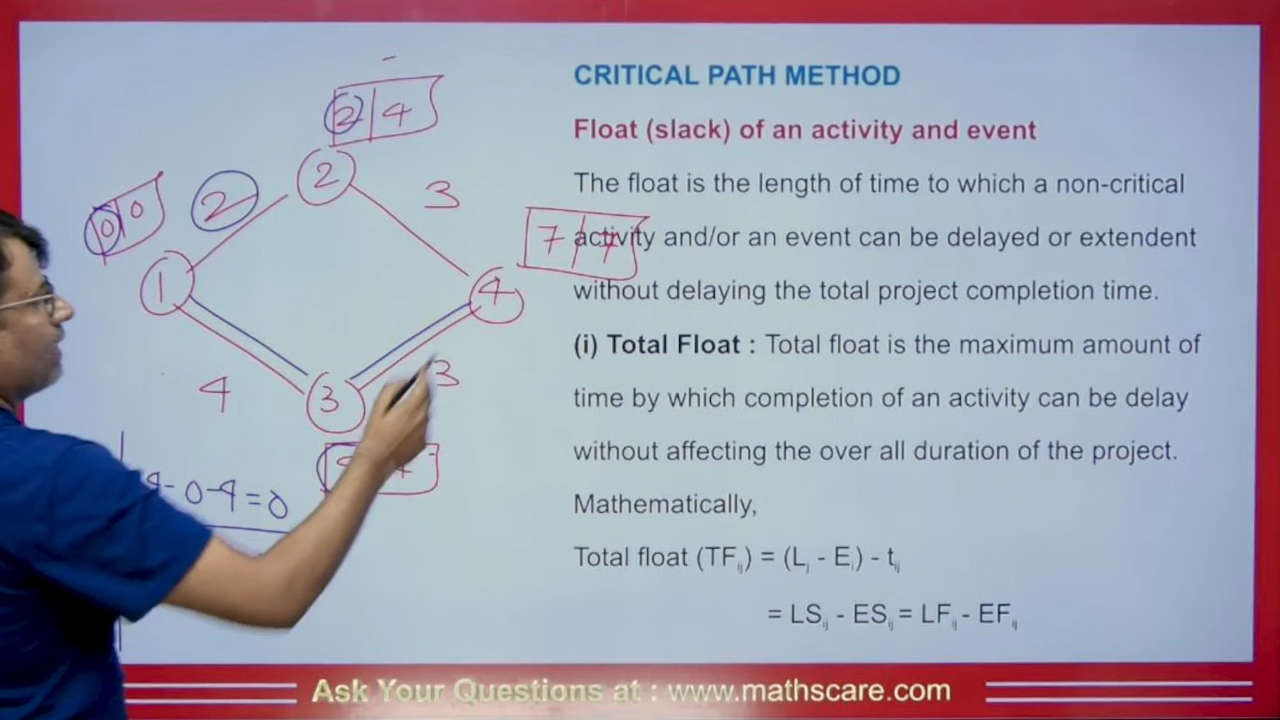 CRITICAL PATH METHOD
Float (slack) of an activity and event
The float is the length of time to which a non-critical
activity and/or an event can be delayed or extendent
without delaying the total project completion time.
(i) Total Float : Total float is the maximum amount of
time by which completion of an activity can be delay
without affecting the over all duration of the project.
Mathematically,
Total float (TFij) = (Lj - Ei) - tij
= LSij - ESij = LFij - EFij
2 4
2
0 0
2
3
7 7
1
4
4
3
3
4-0-4=0
Ask Your Questions at : www.mathscare.com